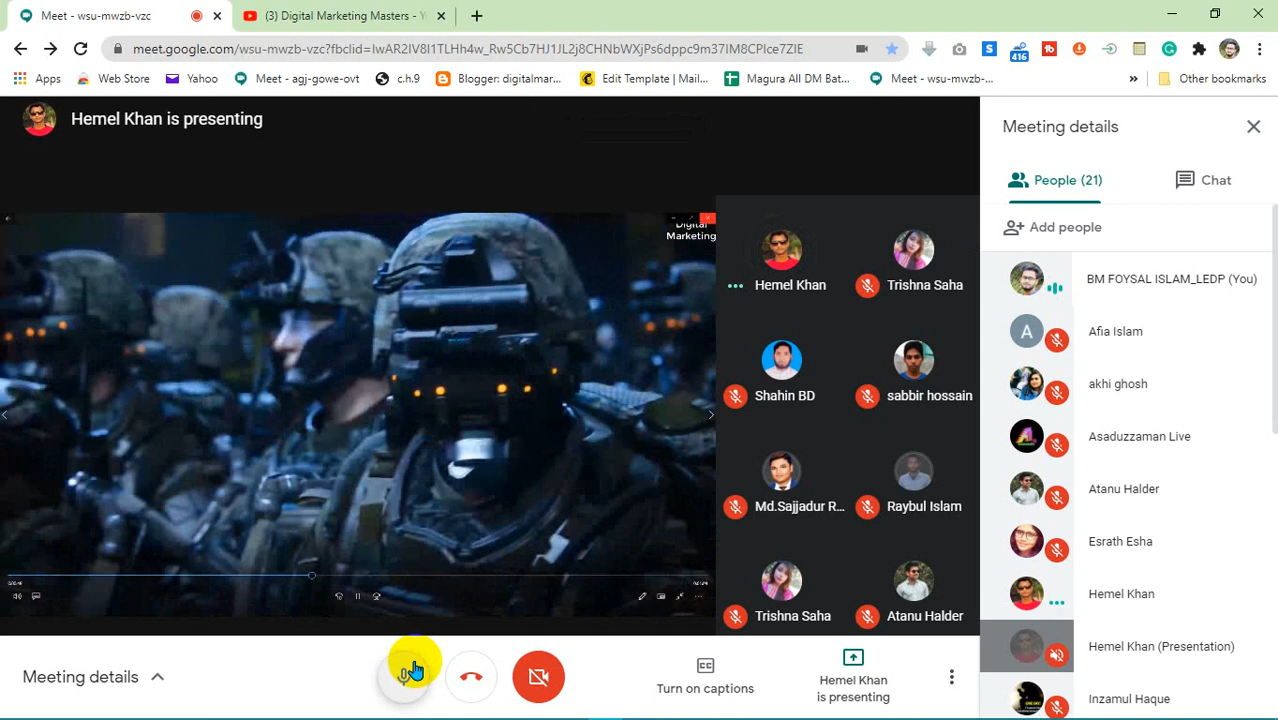 Meet - wsu-mwzb-vzc
(3) Digital Marketing Masters - Y
meet.google.com/wsu-mwzb-vzc?fbclid=IwAR2IV8I1TLHh4w_Rw5Cb7HJ1JL2j8CHNbWXjPs6dppc9m37IM8CPIce7ZIE
416
Apps
Web Store
Yahoo
Meet - agj-gowe-ovt
c.h.9
Blogger: digitalmar...
Edit Template | Mail...
Magura All DM Bat...
Meet - wsu-mwzb-...
»
Other bookmarks
Hemel Khan is presenting
Digital
Marketing
Hemel Khan
Trishna Saha
Shahin BD
sabbir hossain
Md.Sajjadur R...
Raybul Islam
Trishna Saha
Atanu Halder
Meeting details
People (21)
Chat
Add people
BM FOYSAL ISLAM_LEDP (You)
A
Afia Islam
akhi ghosh
Asaduzzaman Live
Atanu Halder
Esrath Esha
Hemel Khan
Hemel Khan (Presentation)
Inzamul Haque
Meeting details
CC
Turn on captions
Hemel Khan
is presenting